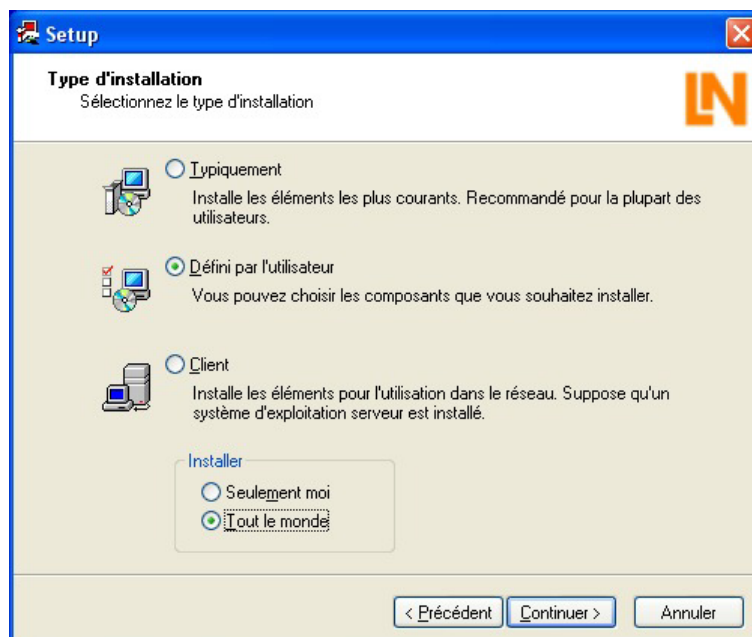 Setup
Type d'installation
Sélectionnez le type d'installation
LN
Typiquement
Installe les éléments les plus courants. Recommandé pour la plupart des
utilisateurs.
Défini par l'utilisateur
Vous pouvez choisir les composants que vous souhaitez installer.
Client
Installe les éléments pour l'utilisation dans le réseau. Suppose qu'un
système d'exploitation serveur est installé.
Installer
Seulement moi
Tout le monde
< Précédent
Continuer >
Annuler